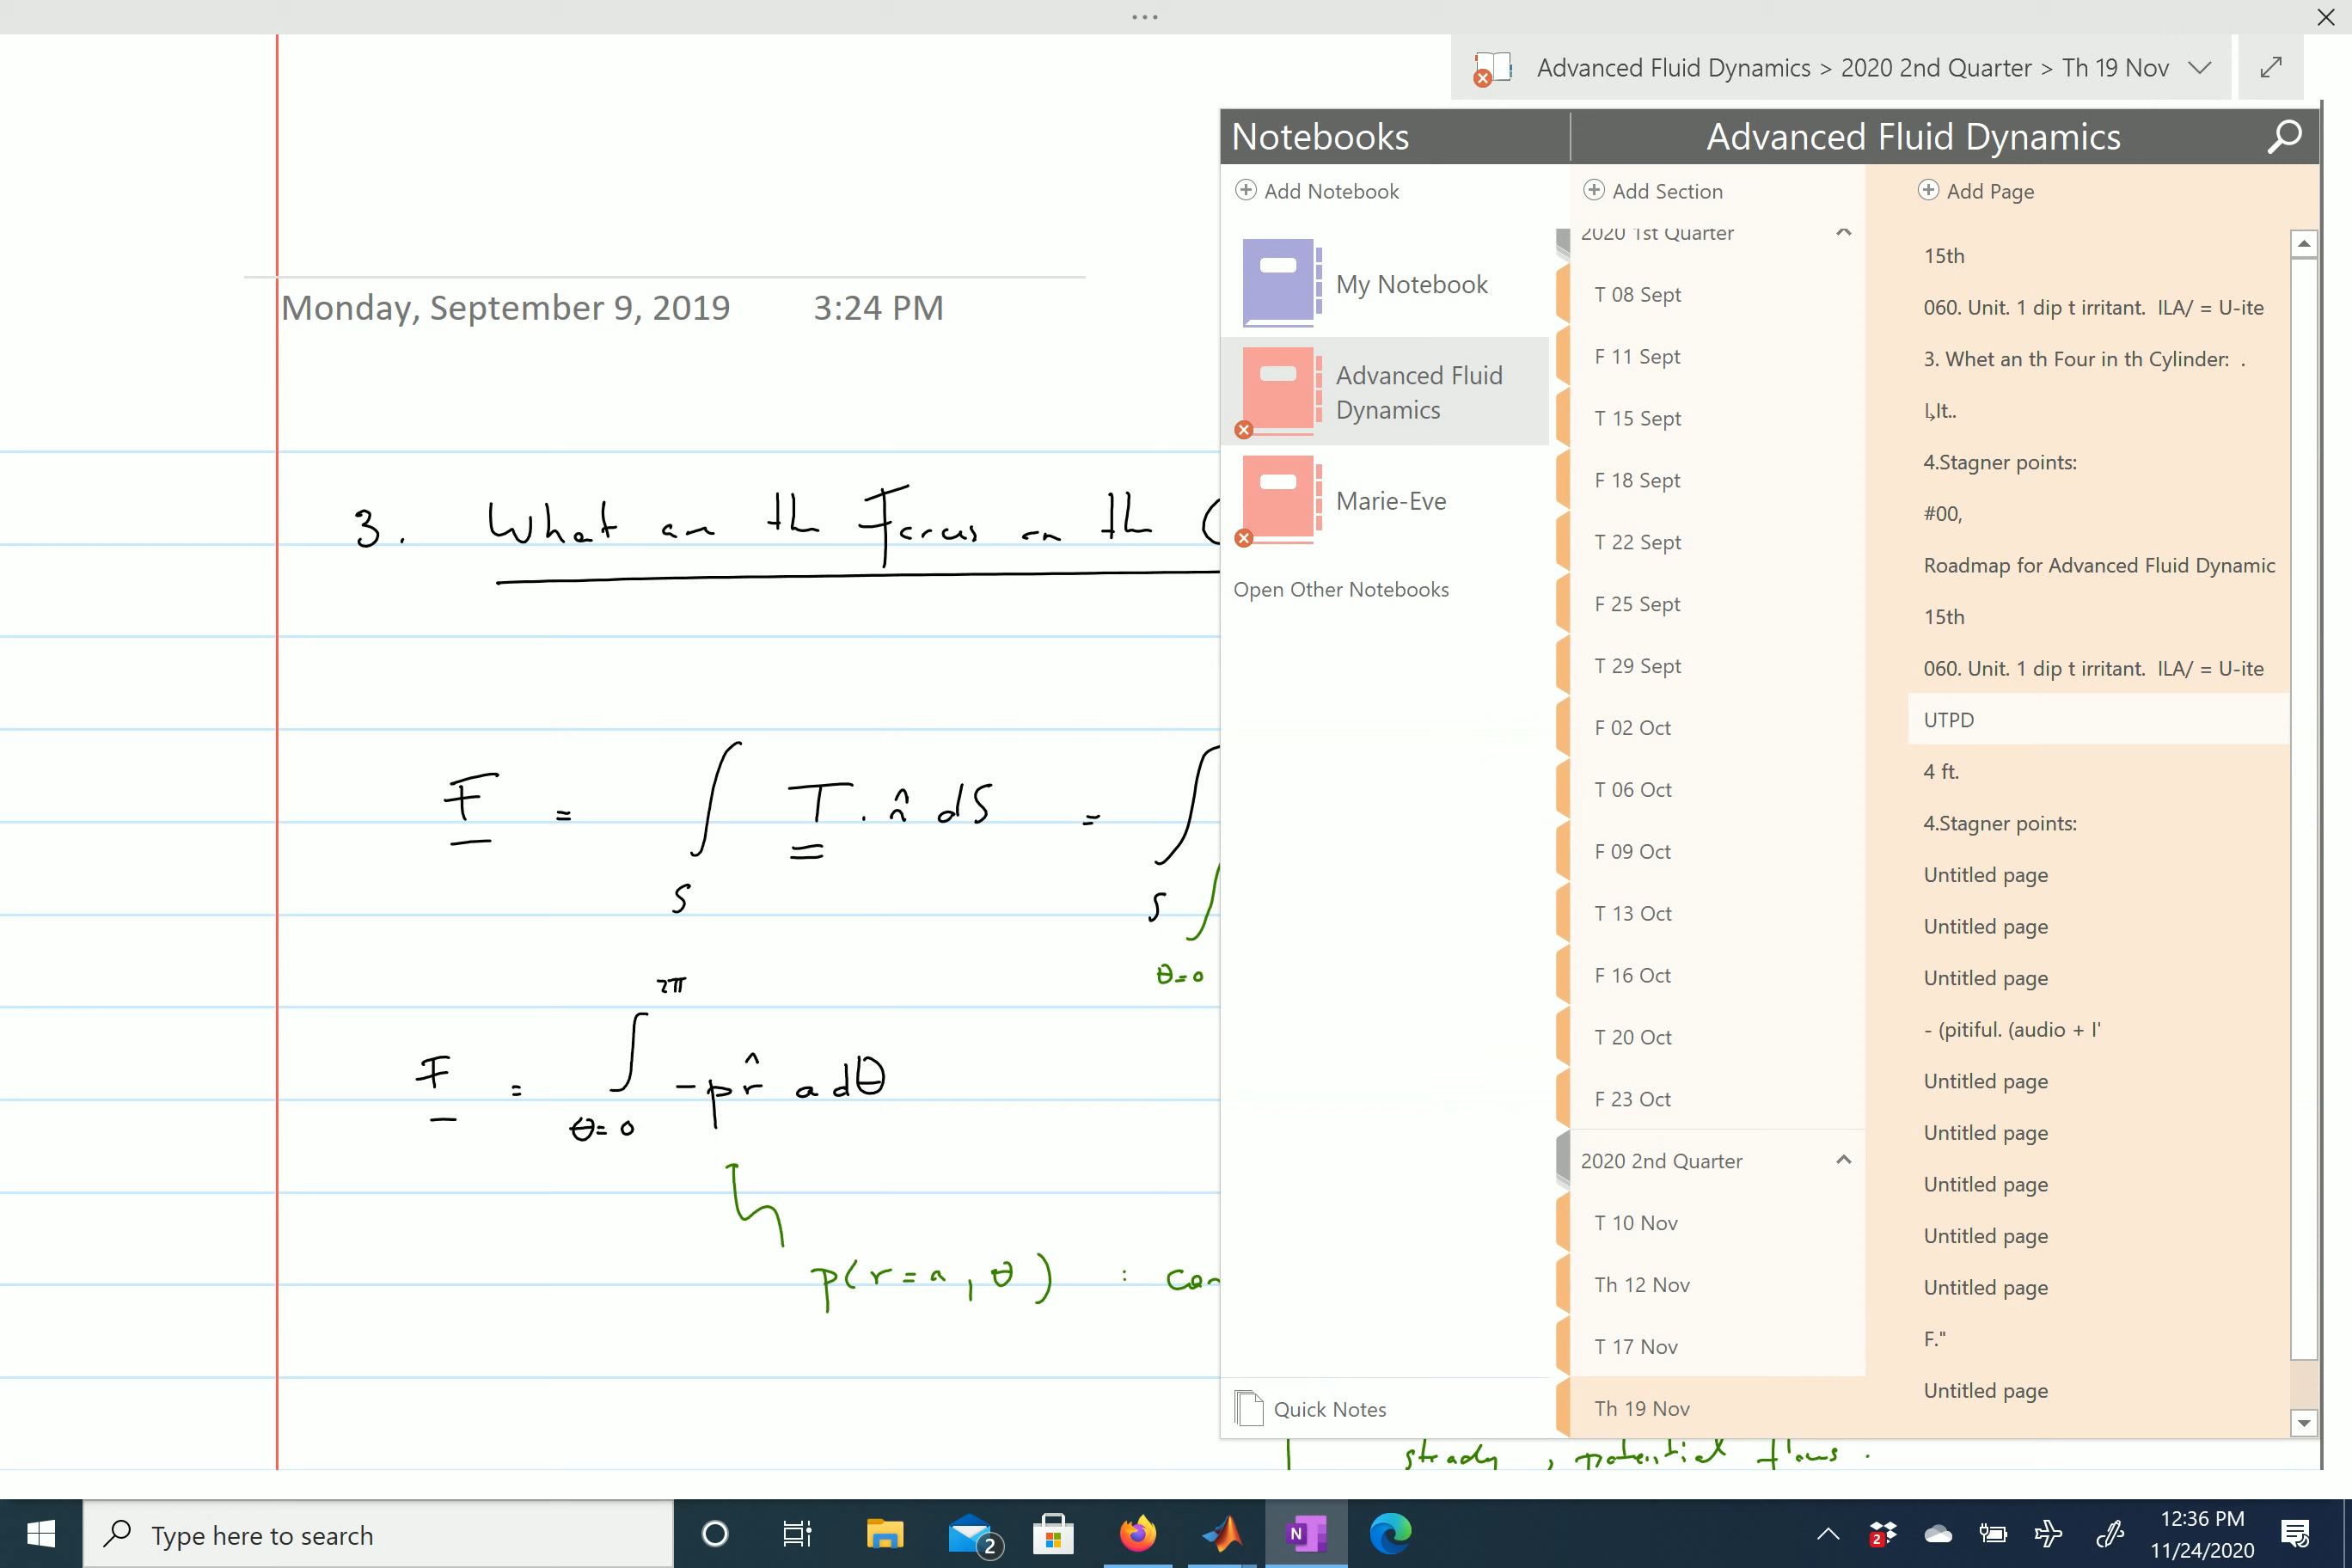 Advanced Fluid Dynamics > 2020 2nd Quarter > Th 19 Nov
Monday, September 9, 2019 3:24 PM
3. What an th Forces on th (
F = ∫ T . n̂ dS = ∫
S S
θ=0
2π
F = ∫ -p r̂ a dθ
θ=0
p(r=a, θ) :
Notebooks
Add Notebook
My Notebook
Advanced Fluid
Dynamics
Marie-Eve
Open Other Notebooks
Quick Notes
Advanced Fluid Dynamics
Add Section
2020 1st Quarter
T 08 Sept
F 11 Sept
T 15 Sept
F 18 Sept
T 22 Sept
F 25 Sept
T 29 Sept
F 02 Oct
T 06 Oct
F 09 Oct
T 13 Oct
F 16 Oct
T 20 Oct
F 23 Oct
2020 2nd Quarter
T 10 Nov
Th 12 Nov
T 17 Nov
Th 19 Nov
Add Page
15th
060. Unit. 1 dip t irritant. ILA/ = U-ite
3. Whet an th Four in th Cylinder: .
4.Stagner points:
#00,
Roadmap for Advanced Fluid Dynamic
15th
060. Unit. 1 dip t irritant. ILA/ = U-ite
UTPD
4 ft.
4.Stagner points:
Untitled page
Untitled page
Untitled page
- (pitiful. (audio + I'
Untitled page
Untitled page
Untitled page
Untitled page
Untitled page
F."
Untitled page
steady , potential flows .
Type here to search
2
2
12:36 PM
11/24/2020